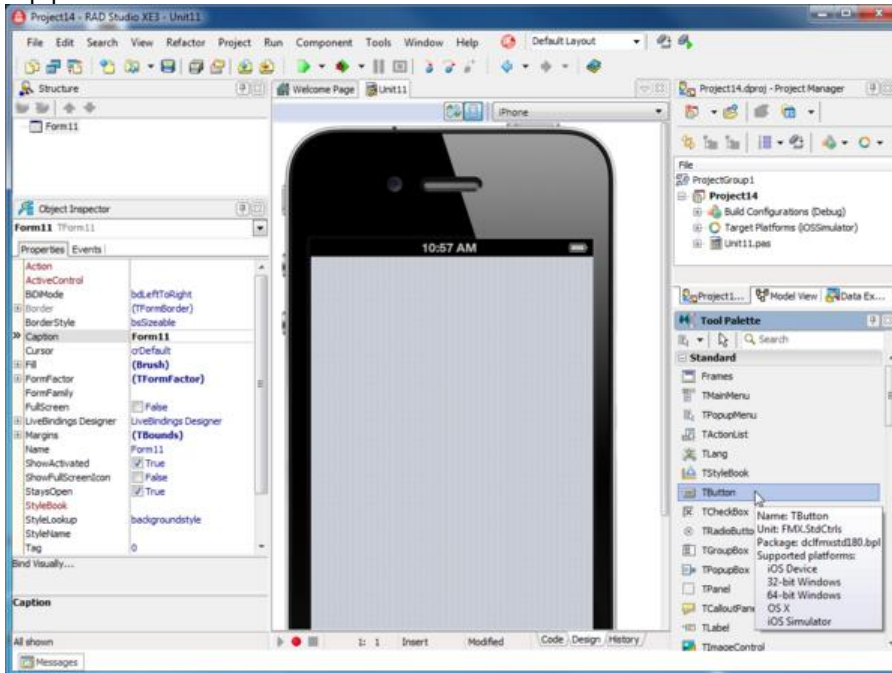 Project14 - RAD Studio XE3 - Unit11
File Edit Search View Refactor Project Run Component Tools Window Help
Default Layout
Structure
Form11
Object Inspector
Form11 TForm11
Properties Events
Action
ActiveControl
BiDiMode bdLeftToRight
Border (TFormBorder)
BorderStyle bsSizeable
Caption Form11
Cursor crDefault
Fill (Brush)
FormFactor (TFormFactor)
FormFamily
FullScreen False
LiveBindings Designer LiveBindings Designer
Margins (TBounds)
Name Form11
ShowActivated True
ShowFullScreenIcon False
StaysOpen True
StyleBook
StyleLookup backgroundstyle
StyleName
Tag 0
Bind Visually...
Caption
All shown
Messages
Welcome Page Unit11
iPhone
10:57 AM
1: 1 Insert Modified Code Design History
Project14.dproj - Project Manager
File
ProjectGroup1
Project14
Build Configurations (Debug)
Target Platforms (iOSSimulator)
Unit11.pas
Project1... Model View Data Ex...
Tool Palette
Search
Standard
Frames
TMainMenu
TPopupMenu
TActionList
TLang
TStyleBook
TButton
TCheckBox
TRadioButto
TGroupBox
TPopupBox
TPanel
TCalloutPane
TLabel
TImageControl
Name: TButton
Unit: FMX.StdCtrls
Package: dclfmxstd180.bpl
Supported platforms:
iOS Device
32-bit Windows
64-bit Windows
OS X
iOS Simulator